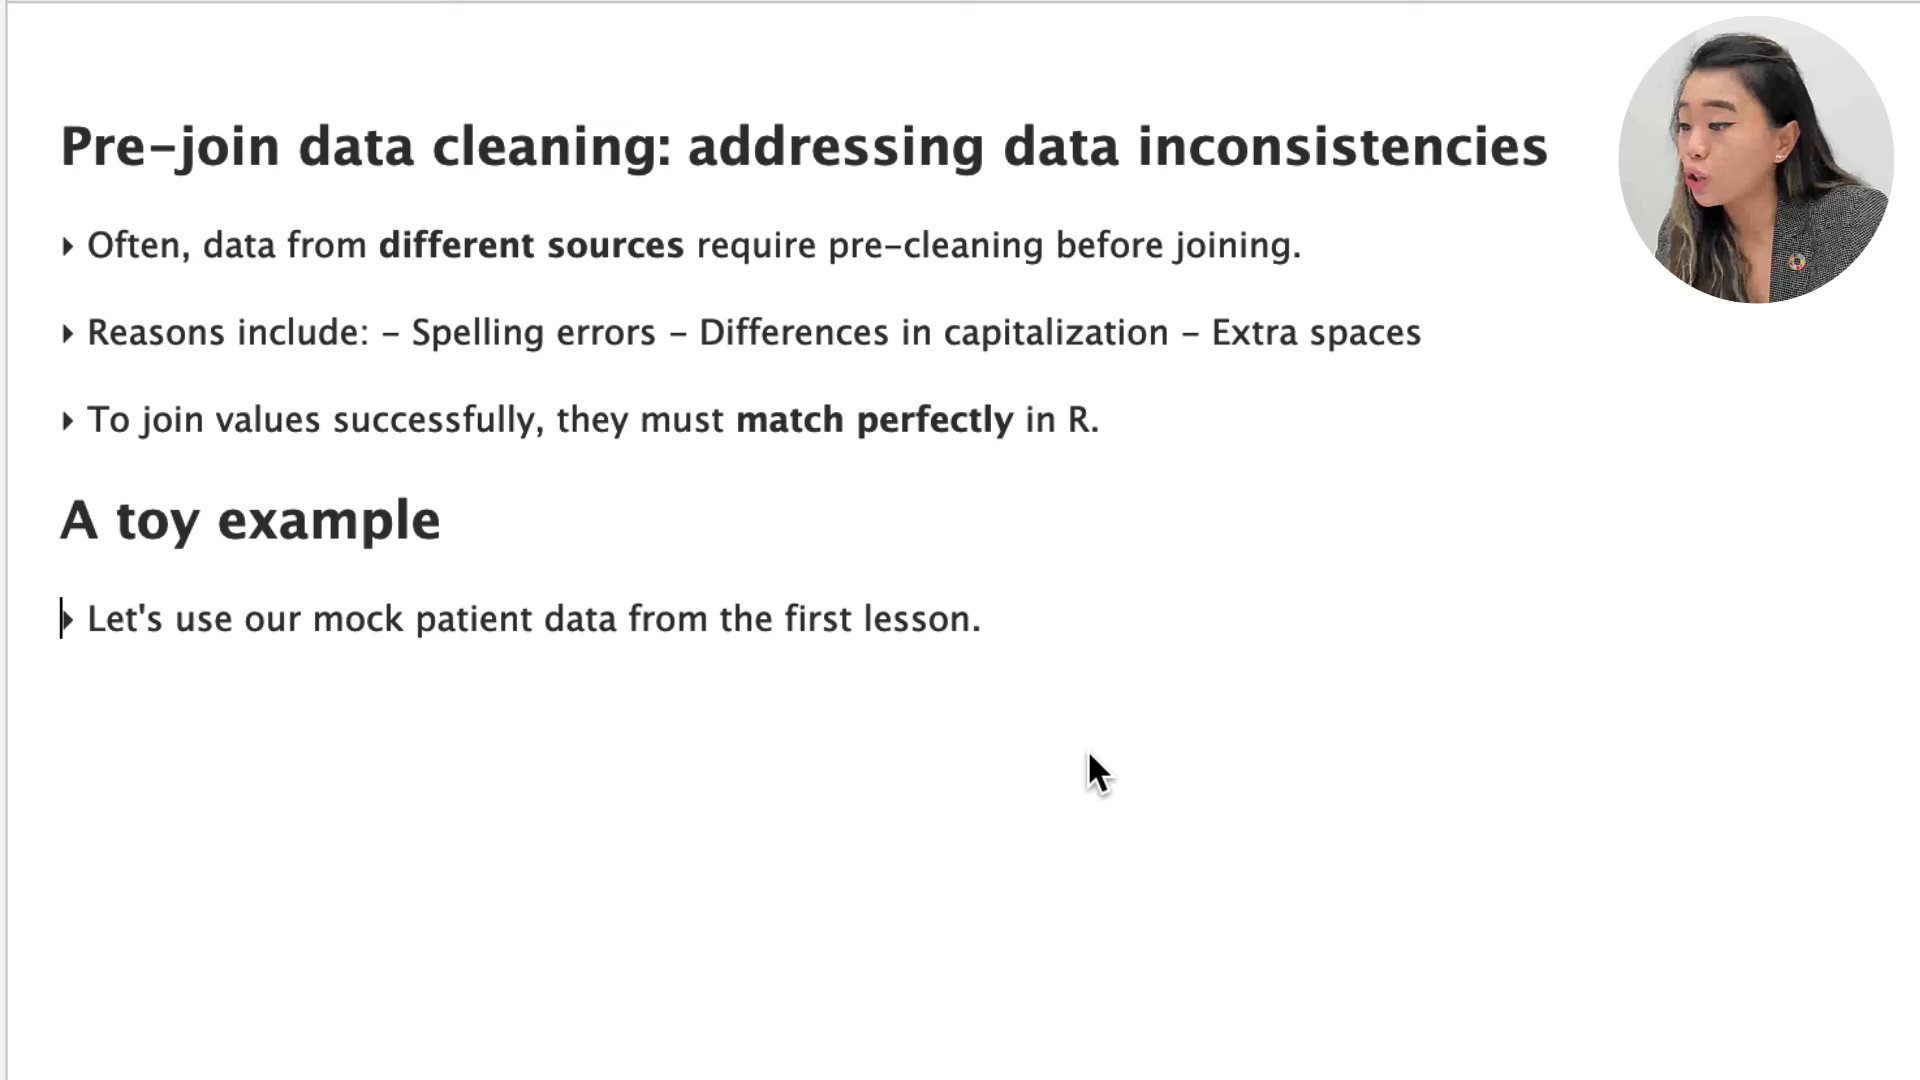 Pre-join data cleaning: addressing data inconsistencies
Often, data from different sources require pre-cleaning before joining.
Reasons include: - Spelling errors - Differences in capitalization - Extra spaces
To join values successfully, they must match perfectly in R.
A toy example
Let's use our mock patient data from the first lesson.